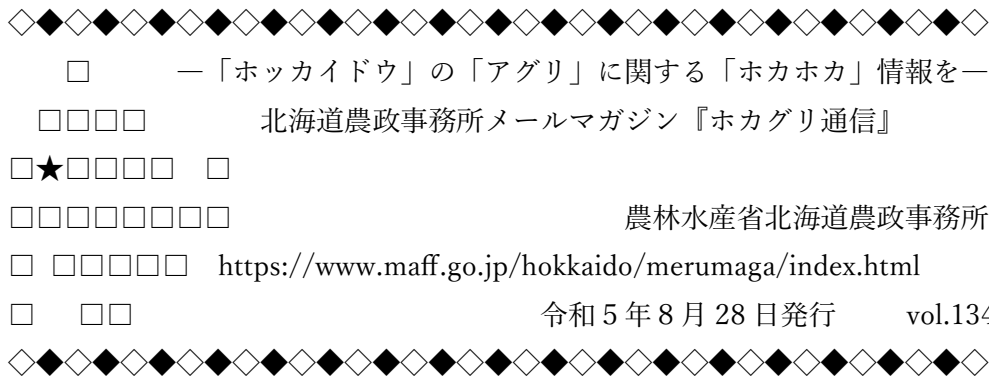 ◇◆◇◆◇◆◇◆◇◆◇◆◇◆◇◆◇◆◇◆◇◆◇◆◇◆◇◆◇◆◇◆◇◆◇
□　　　―「ホッカイドウ」の「アグリ」に関する「ホカホカ」情報を―
□□□□　　　　北海道農政事務所メールマガジン『ホカグリ通信』
□★□□□□　□
□□□□□□□□　　　　　　　　　　　　　農林水産省北海道農政事務所
□　□□□□□　https://www.maff.go.jp/hokkaido/merumaga/index.html
□　　□□　　　　　　　　　　　　　　令和５年８月 28 日発行　　vol.134
◇◆◇◆◇◆◇◆◇◆◇◆◇◆◇◆◇◆◇◆◇◆◇◆◇◆◇◆◇◆◇◆◇◆◇